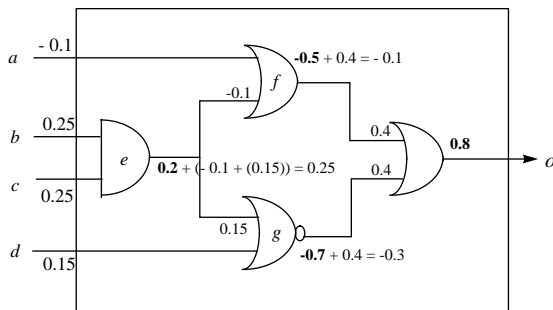 - 0.1
a
-0.5 + 0.4 = - 0.1
f
-0.1
0.25
b
0.4
0.8
e
0.2 + (- 0.1 + (0.15)) = 0.25
o
c
0.25
0.4
0.15
g
d
0.15
-0.7 + 0.4 = -0.3